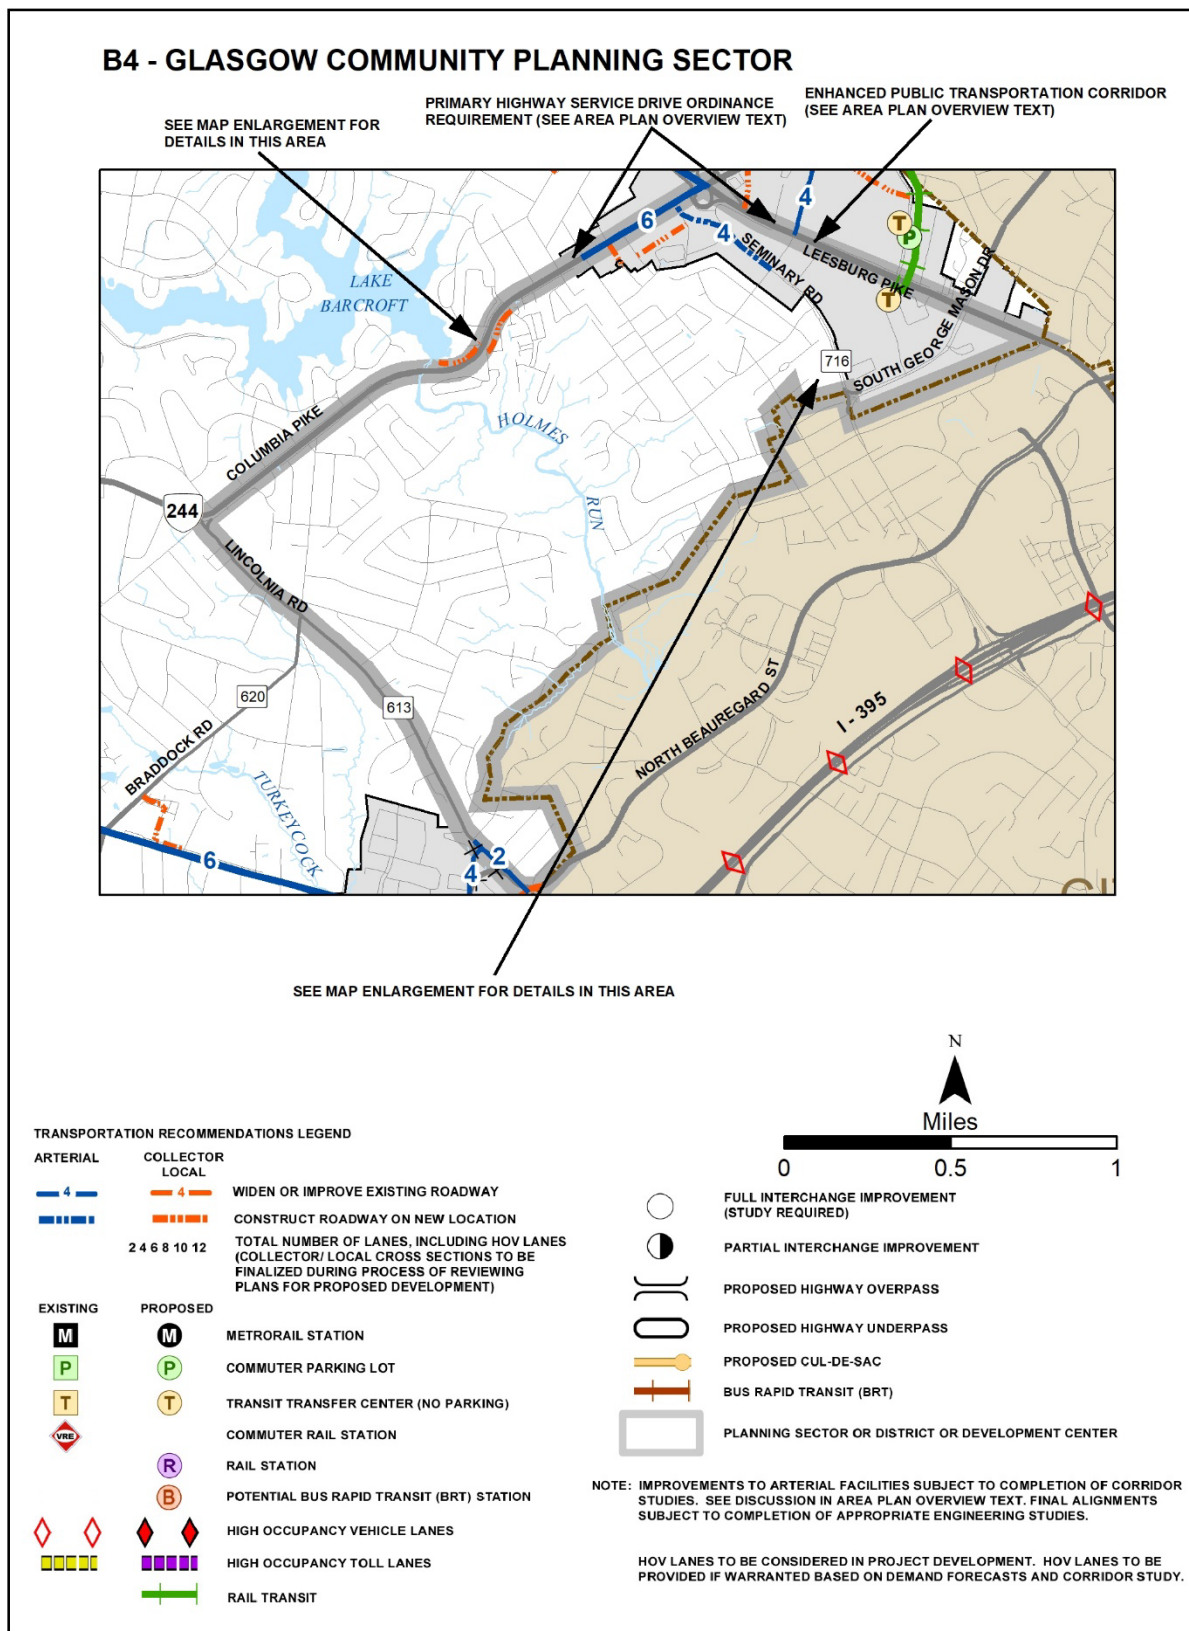 B4 - GLASGOW COMMUNITY PLANNING SECTOR
ENHANCED PUBLIC TRANSPORTATION CORRIDOR
(SEE AREA PLAN OVERVIEW TEXT)
PRIMARY HIGHWAY SERVICE DRIVE ORDINANCE
REQUIREMENT (SEE AREA PLAN OVERVIEW TEXT)
SEE MAP ENLARGEMENT FOR
DETAILS IN THIS AREA
4
6
4
T
P
T
SEMINARY RD
LEESBURG PIKE
SOUTH GEORGE MASON DR
LAKE
BARCROFT
716
HOLMES
RUN
COLUMBIA PIKE
244
LINCOLNIA RD
620
613
BRADDOCK RD
TURKEYCOCK
NORTH BEAUREGARD ST
I - 395
6
4
2
CI
SEE MAP ENLARGEMENT FOR DETAILS IN THIS AREA
N
Miles
0 0.5 1
TRANSPORTATION RECOMMENDATIONS LEGEND
ARTERIAL COLLECTOR
LOCAL
4 4 WIDEN OR IMPROVE EXISTING ROADWAY
CONSTRUCT ROADWAY ON NEW LOCATION
2 4 6 8 10 12 TOTAL NUMBER OF LANES, INCLUDING HOV LANES
(COLLECTOR/ LOCAL CROSS SECTIONS TO BE
FINALIZED DURING PROCESS OF REVIEWING
PLANS FOR PROPOSED DEVELOPMENT)
EXISTING PROPOSED
M M METRORAIL STATION
P P COMMUTER PARKING LOT
T T TRANSIT TRANSFER CENTER (NO PARKING)
VRE COMMUTER RAIL STATION
R RAIL STATION
B POTENTIAL BUS RAPID TRANSIT (BRT) STATION
HIGH OCCUPANCY VEHICLE LANES
HIGH OCCUPANCY TOLL LANES
RAIL TRANSIT
FULL INTERCHANGE IMPROVEMENT
(STUDY REQUIRED)
PARTIAL INTERCHANGE IMPROVEMENT
PROPOSED HIGHWAY OVERPASS
PROPOSED HIGHWAY UNDERPASS
PROPOSED CUL-DE-SAC
BUS RAPID TRANSIT (BRT)
PLANNING SECTOR OR DISTRICT OR DEVELOPMENT CENTER
NOTE: IMPROVEMENTS TO ARTERIAL FACILITIES SUBJECT TO COMPLETION OF CORRIDOR
STUDIES. SEE DISCUSSION IN AREA PLAN OVERVIEW TEXT. FINAL ALIGNMENTS
SUBJECT TO COMPLETION OF APPROPRIATE ENGINEERING STUDIES.
HOV LANES TO BE CONSIDERED IN PROJECT DEVELOPMENT. HOV LANES TO BE
PROVIDED IF WARRANTED BASED ON DEMAND FORECASTS AND CORRIDOR STUDY.